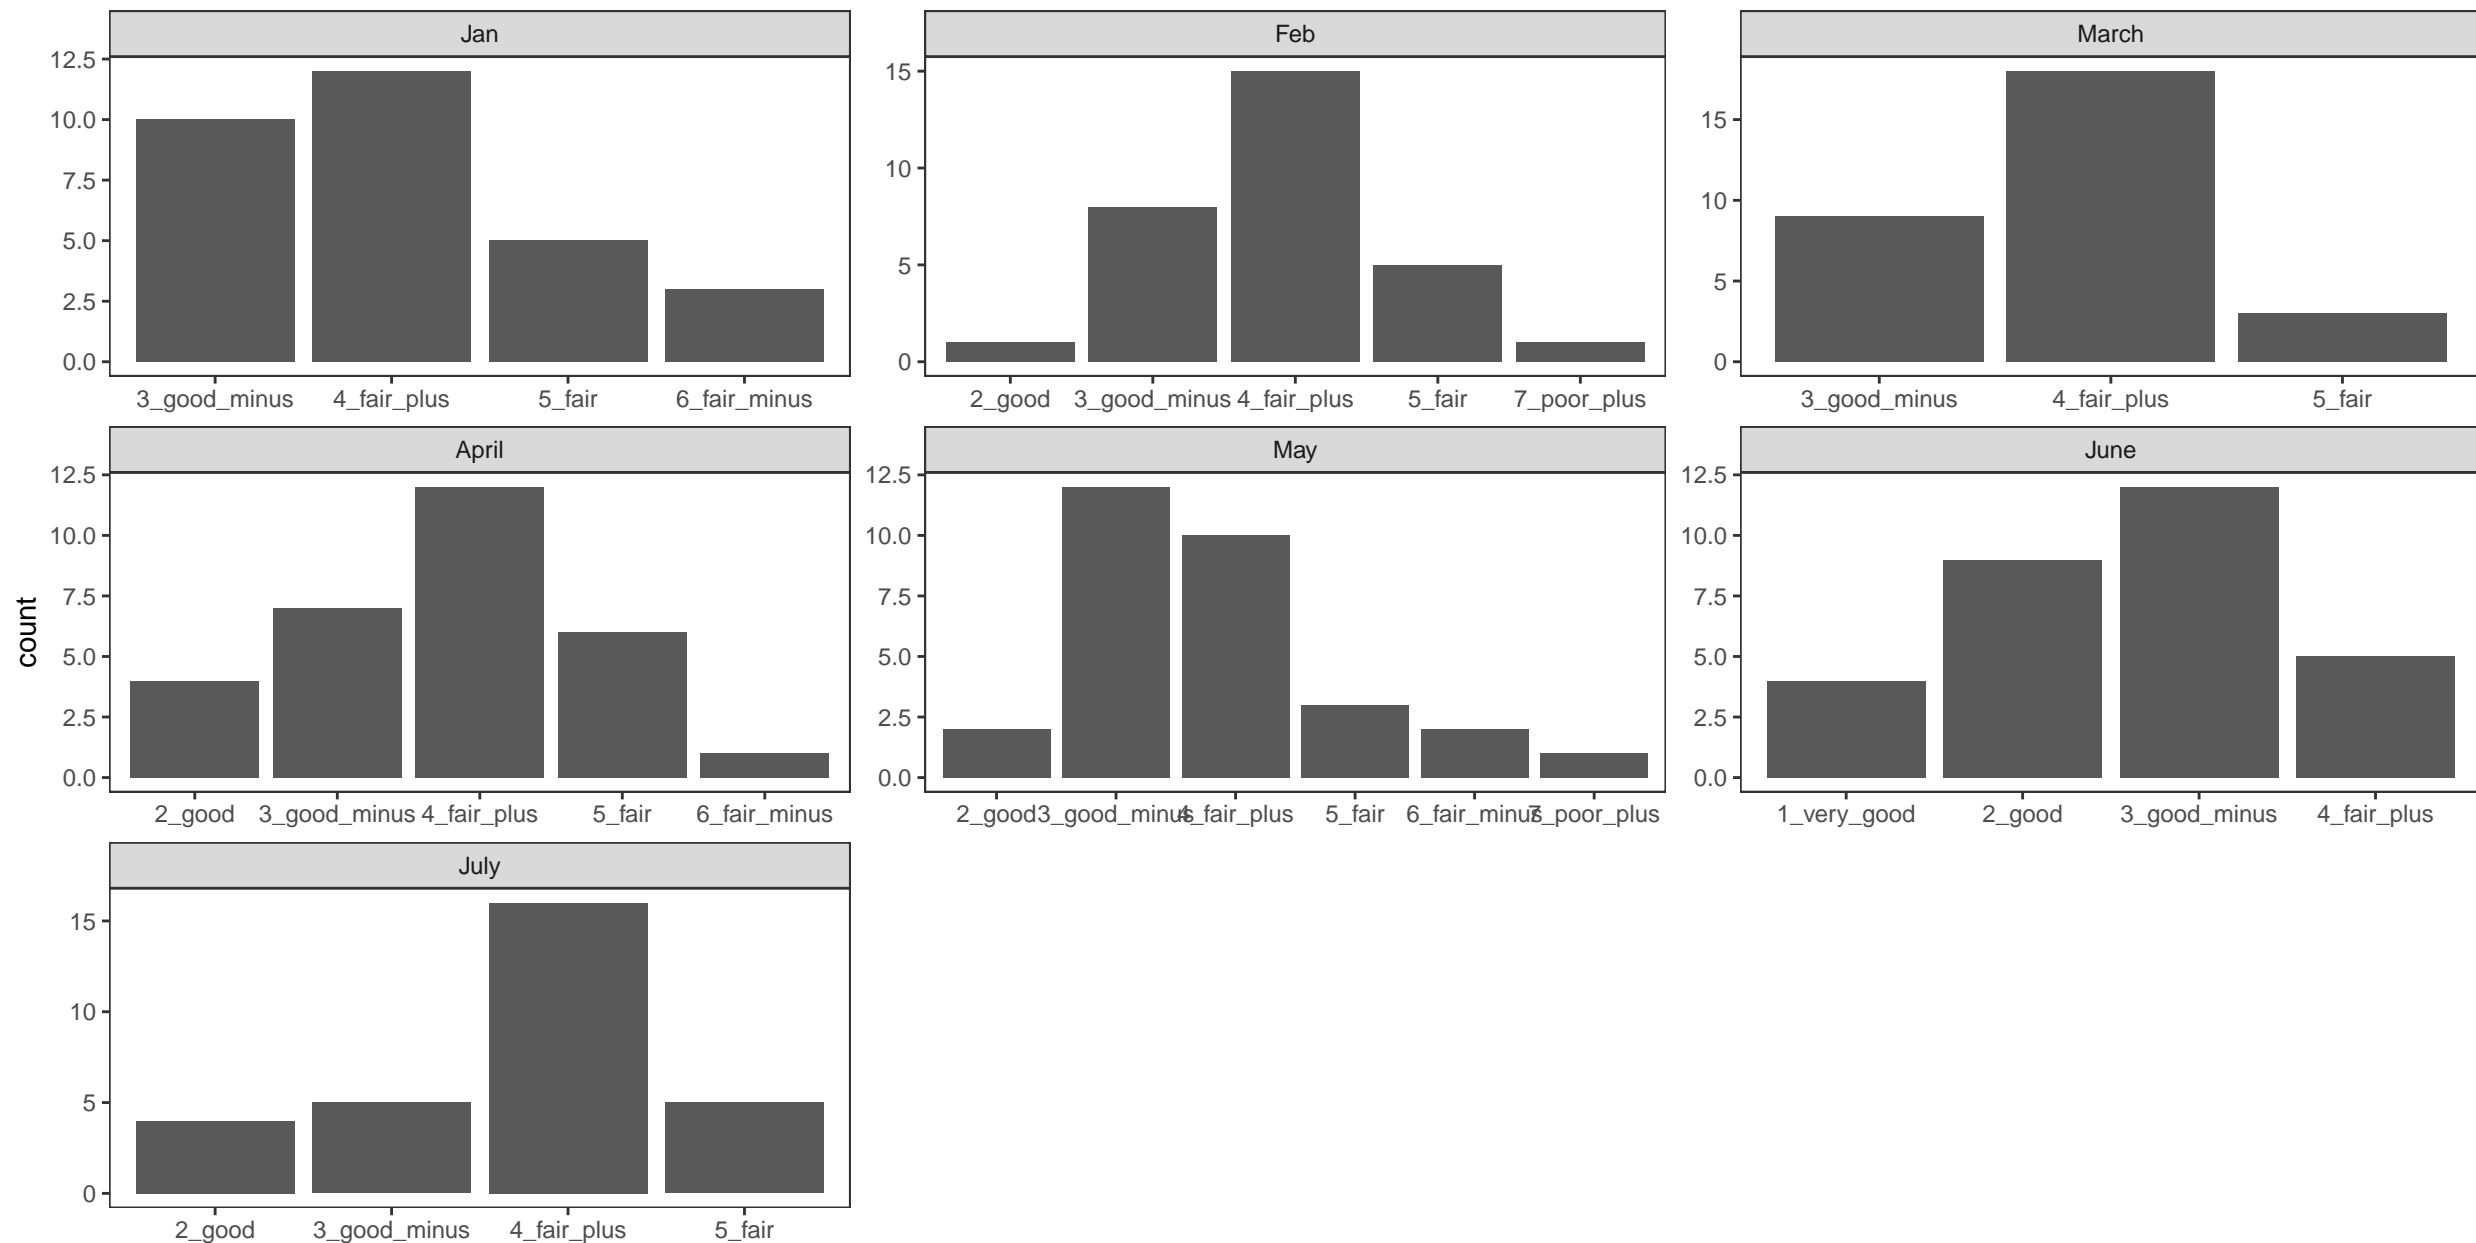 Jan
12.5
10.0
7.5
5.0
2.5
0.0
3_good_minus 4_fair_plus 5_fair 6_fair_minus
Feb
15
10
5
0
2_good 3_good_minus 4_fair_plus 5_fair 7_poor_plus
March
15
10
5
0
3_good_minus 4_fair_plus 5_fair
count
April
12.5
10.0
7.5
5.0
2.5
0.0
2_good 3_good_minus 4_fair_plus 5_fair 6_fair_minus
May
12.5
10.0
7.5
5.0
2.5
0.0
2_good 3_good_minus 4_fair_plus 5_fair 6_fair_minus 7_poor_plus
June
12.5
10.0
7.5
5.0
2.5
0.0
1_very_good 2_good 3_good_minus 4_fair_plus
July
15
10
5
0
2_good 3_good_minus 4_fair_plus 5_fair